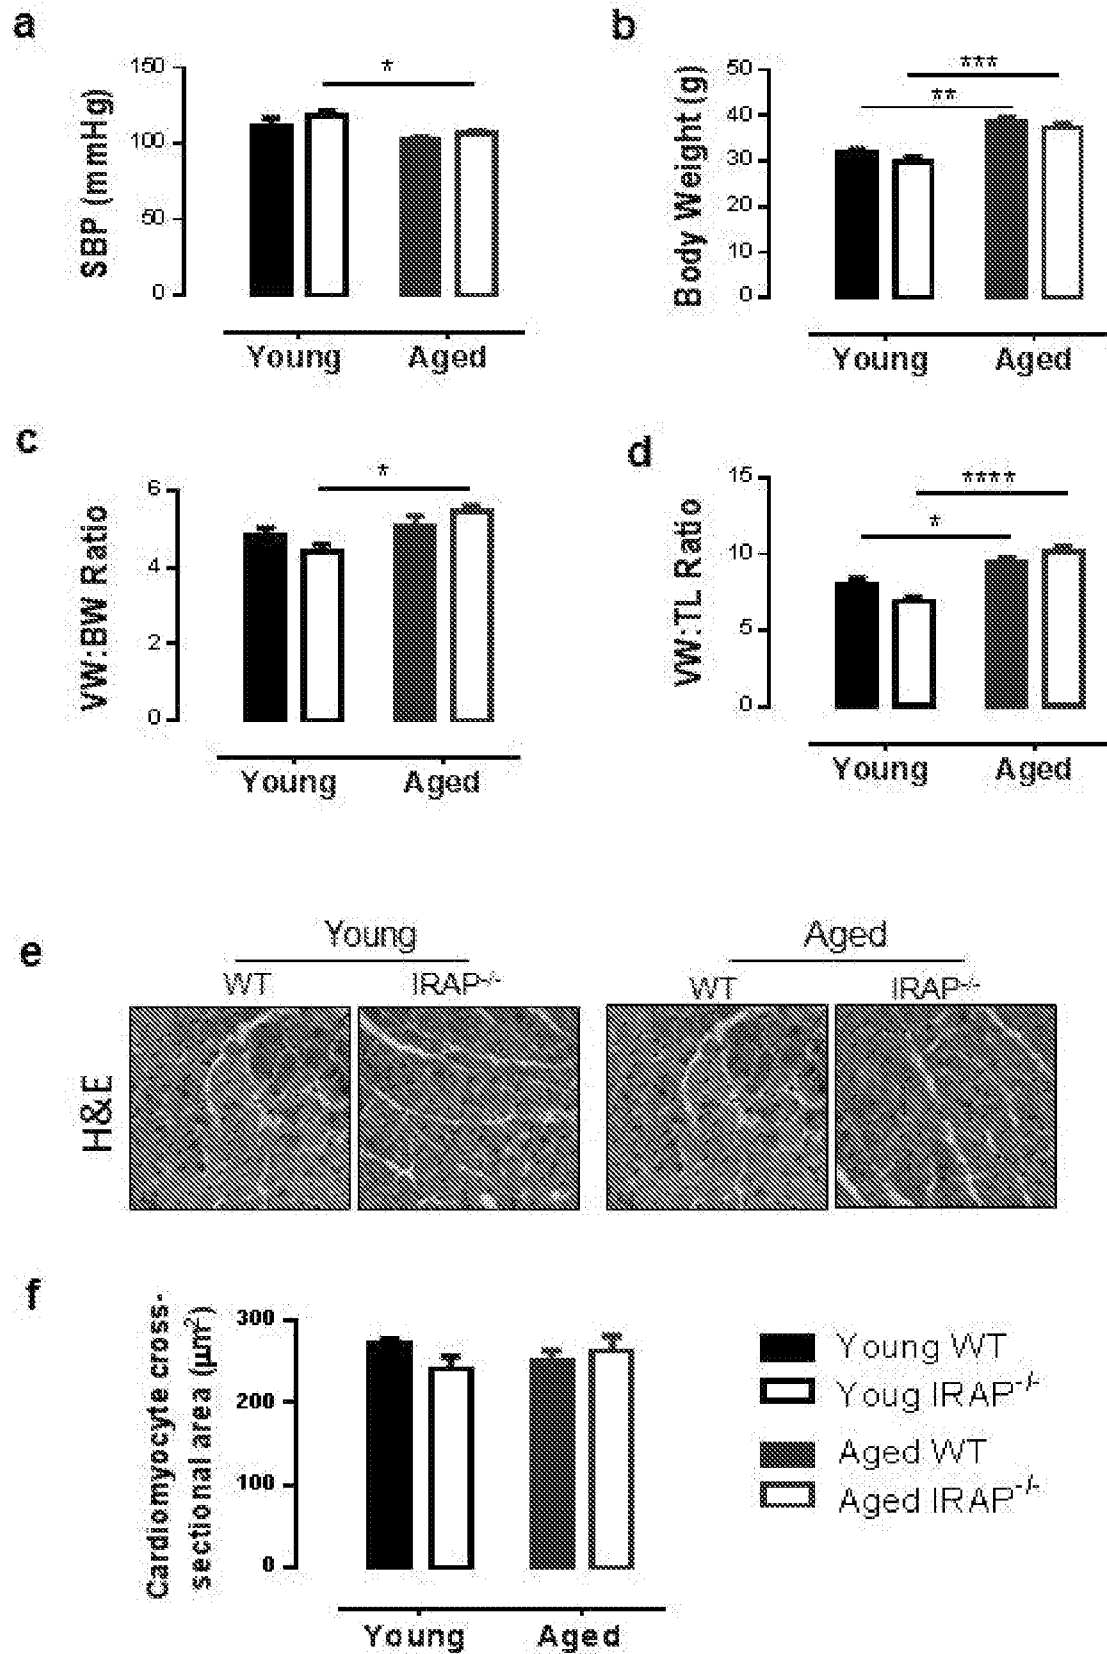 a
SBP (mmHg)
150
100
50
0
*
Young Aged
b
Body Weight (g)
50
40
30
20
10
0
***
**
Young Aged
c
VW:BW Ratio
6
4
2
0
*
Young Aged
d
VW:TL Ratio
15
10
5
0
****
*
Young Aged
e
Young Aged
WT IRAP-/- WT IRAP-/-
H&E
f
Cardiomyocyte cross-
sectional area (µm²)
300
200
100
0
Young Aged
Young WT
Youg IRAP-/-
Aged WT
Aged IRAP-/-